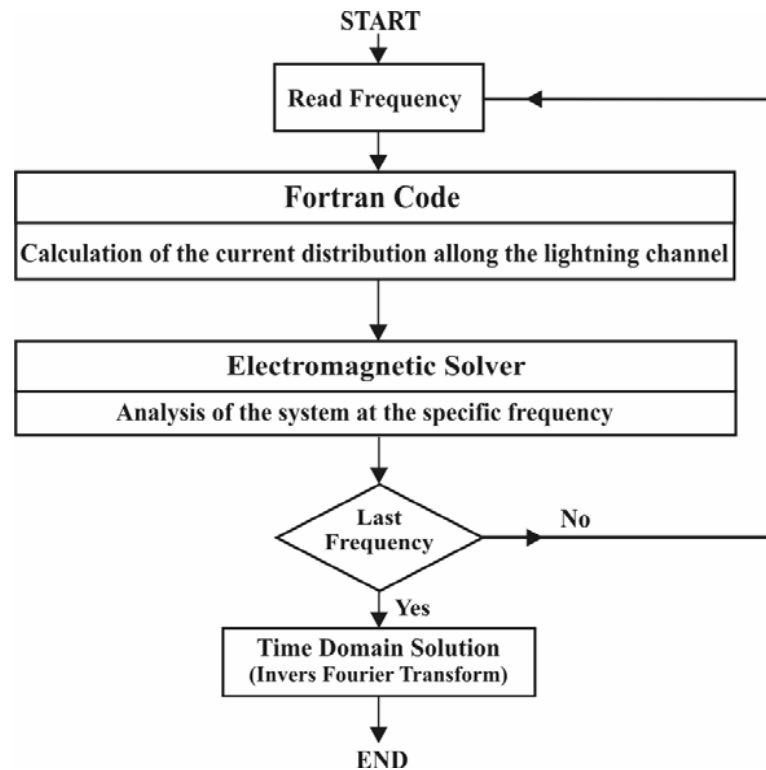 START
Read Frequency
Fortran Code
Calculation of the current distribution allong the lightning channel
Electromagnetic Solver
Analysis of the system at the specific frequency
Last
Frequency
No
Yes
Time Domain Solution
(Invers Fourier Transform)
END